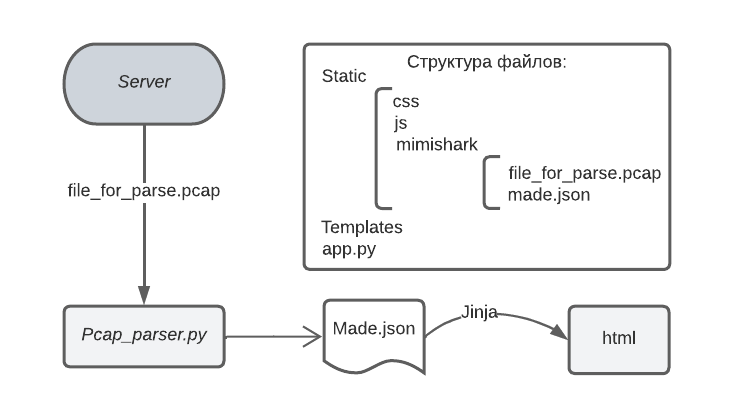 Server
file_for_parse.pcap
Pcap_parser.py
Made.json
Jinja
html
Структура файлов:
Static
css
js
mimishark
file_for_parse.pcap
made.json
Templates
app.py